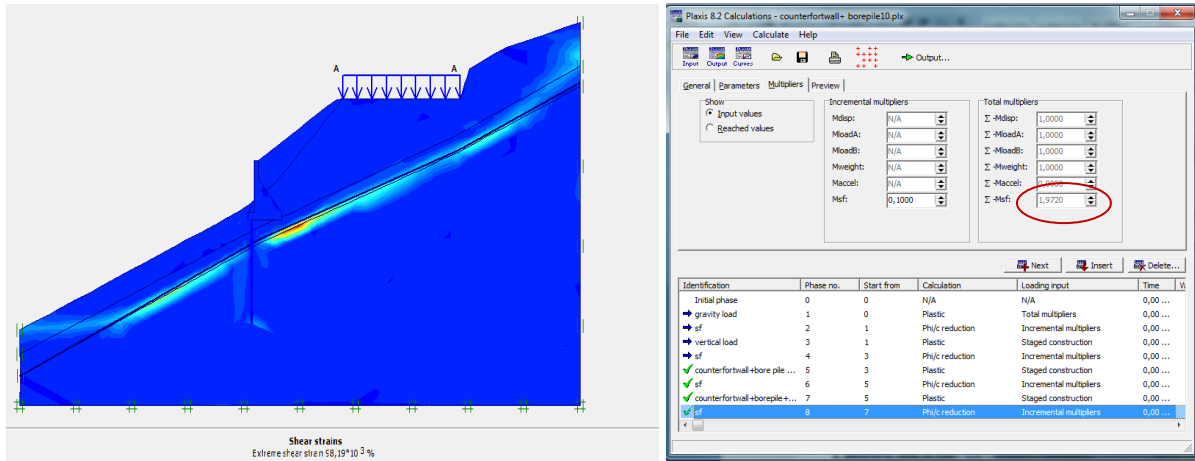 A A
Shear strains
Extreme shear strain 98,19*10 3 %
Plaxis 8.2 Calculations - counterfortwall+ borepile10.plx
File Edit View Calculate Help
Input Output Curves Output...
General Parameters Multipliers Preview
Show
Input values
Reached values
Incremental multipliers
Mdisp: N/A
MloadA: N/A
MloadB: N/A
Mweight: N/A
Maccel: N/A
Msf: 0,1000
Total multipliers
Σ -Mdisp: 1,0000
Σ -MloadA: 1,0000
Σ -MloadB: 1,0000
Σ -Mweight: 1,0000
Σ -Maccel: 0,0000
Σ -Msf: 1,9720
Next Insert Delete...
Identification Phase no. Start from Calculation Loading input Time W
Initial phase 0 0 N/A N/A 0,00 ...
gravity load 1 0 Plastic Total multipliers 0,00 ...
sf 2 1 Phi/c reduction Incremental multipliers 0,00 ...
vertical load 3 1 Plastic Staged construction 0,00 ...
sf 4 3 Phi/c reduction Incremental multipliers 0,00 ...
counterfortwall+bore pile ... 5 3 Plastic Staged construction 0,00 ...
sf 6 5 Phi/c reduction Incremental multipliers 0,00 ...
counterfortwall+borepile+... 7 5 Plastic Staged construction 0,00 ...
sf 8 7 Phi/c reduction Incremental multipliers 0,00 ...